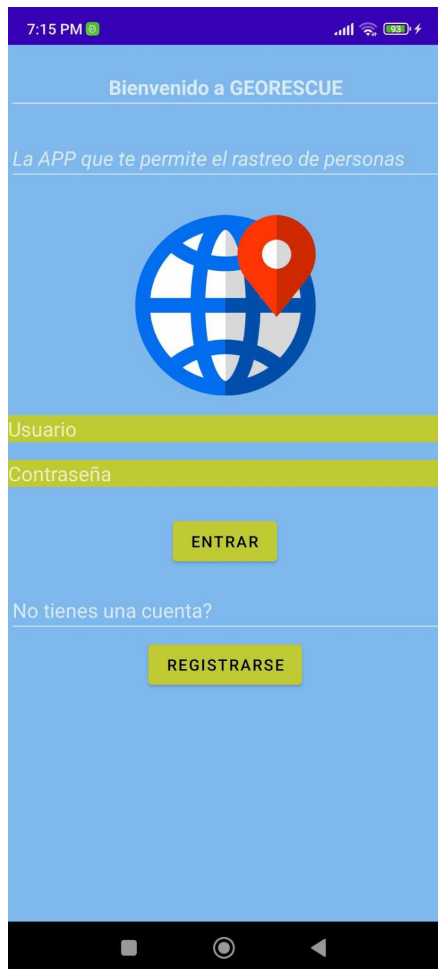 7:15 PM
93
Bienvenido a GEORESCUE
La APP que te permite el rastreo de personas
Usuario
Contraseña
ENTRAR
No tienes una cuenta?
REGISTRARSE